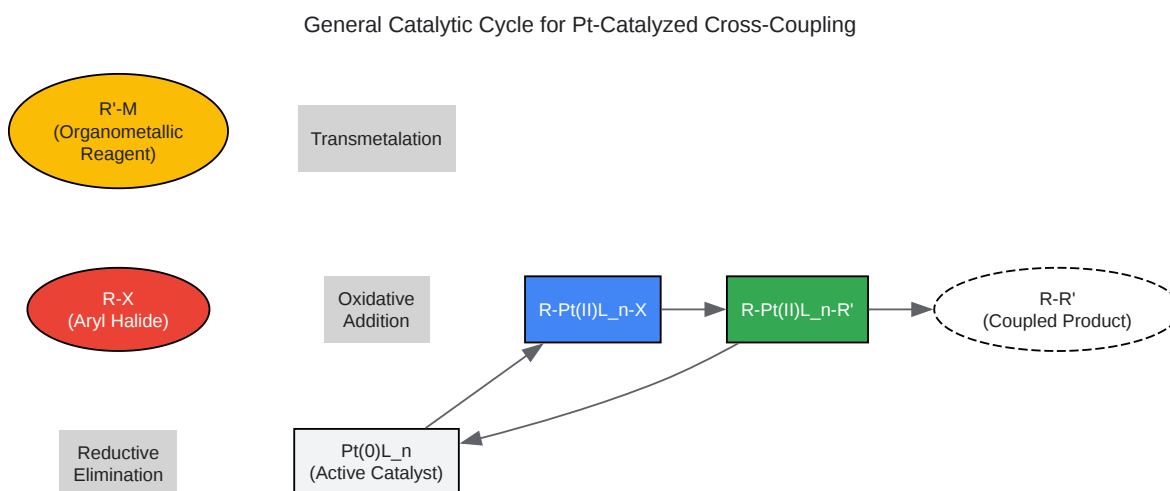 General Catalytic Cycle for Pt-Catalyzed Cross-Coupling
R'-M
(Organometallic
Reagent)
Transmetalation
R-X
(Aryl Halide)
Oxidative
Addition
R-Pt(II)L_n-X
R-Pt(II)L_n-R'
R-R'
(Coupled Product)
Reductive
Elimination
Pt(0)L_n
(Active Catalyst)